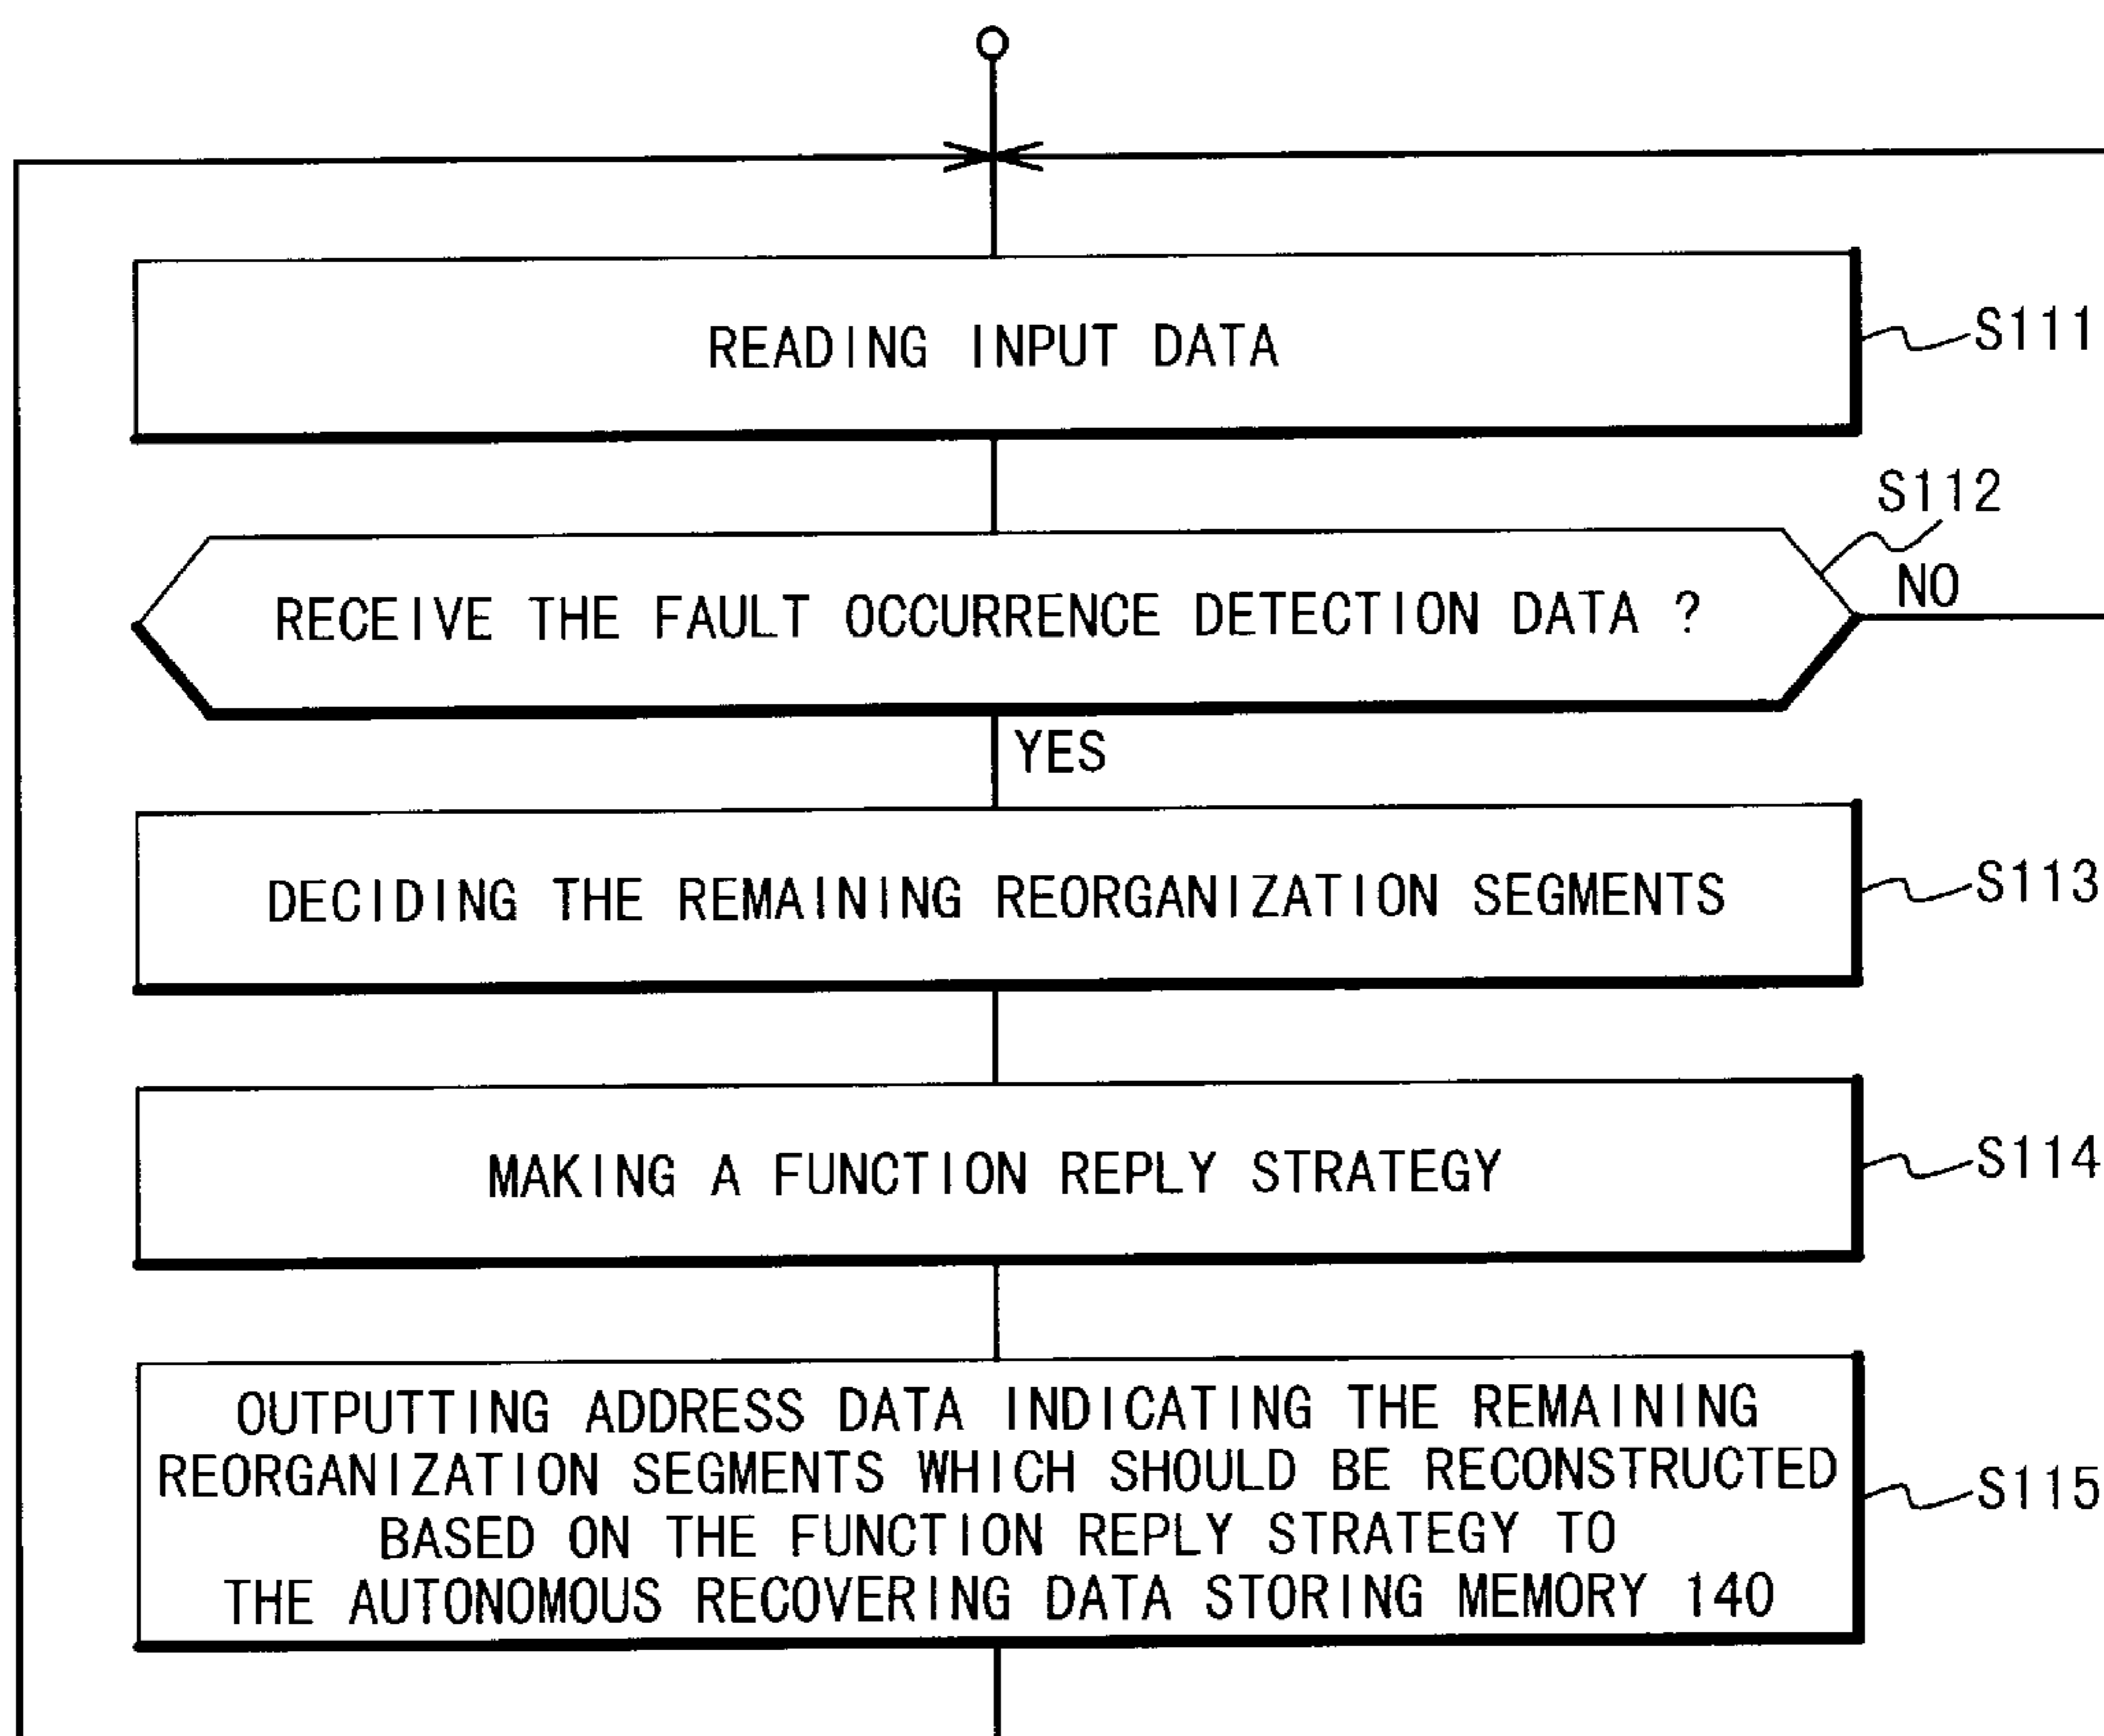 READING INPUT DATA
S111
S112
RECEIVE THE FAULT OCCURRENCE DETECTION DATA ?
NO
YES
DECIDING THE REMAINING REORGANIZATION SEGMENTS
S113
MAKING A FUNCTION REPLY STRATEGY
S114
OUTPUTTING ADDRESS DATA INDICATING THE REMAINING
REORGANIZATION SEGMENTS WHICH SHOULD BE RECONSTRUCTED
BASED ON THE FUNCTION REPLY STRATEGY TO
THE AUTONOMOUS RECOVERING DATA STORING MEMORY 140
S115